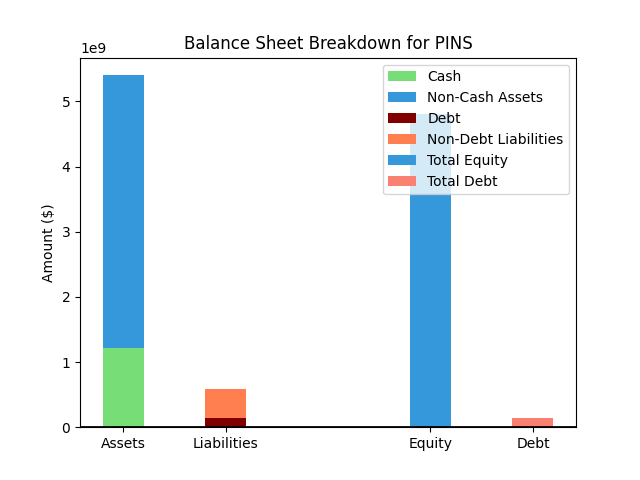 Balance Sheet Breakdown for PINS
1e9
Cash
Non-Cash Assets
Debt
Non-Debt Liabilities
Total Equity
Total Debt
5
4
3
2
1
0
Amount ($)
Assets
Liabilities
Equity
Debt